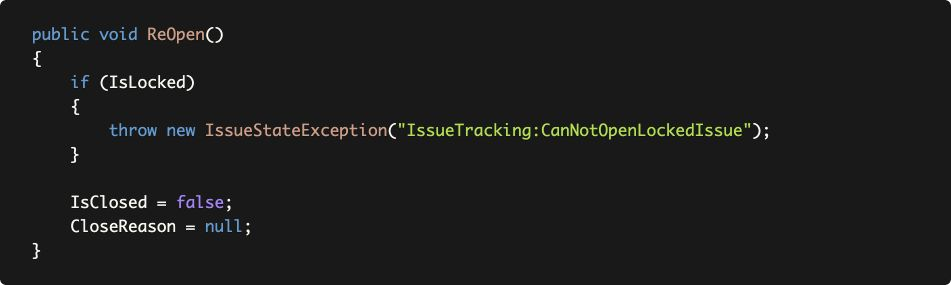 public void ReOpen()
{
    if (IsLocked)
    {
        throw new IssueStateException("IssueTracking:CanNotOpenLockedIssue");
    }

    IsClosed = false;
    CloseReason = null;
}